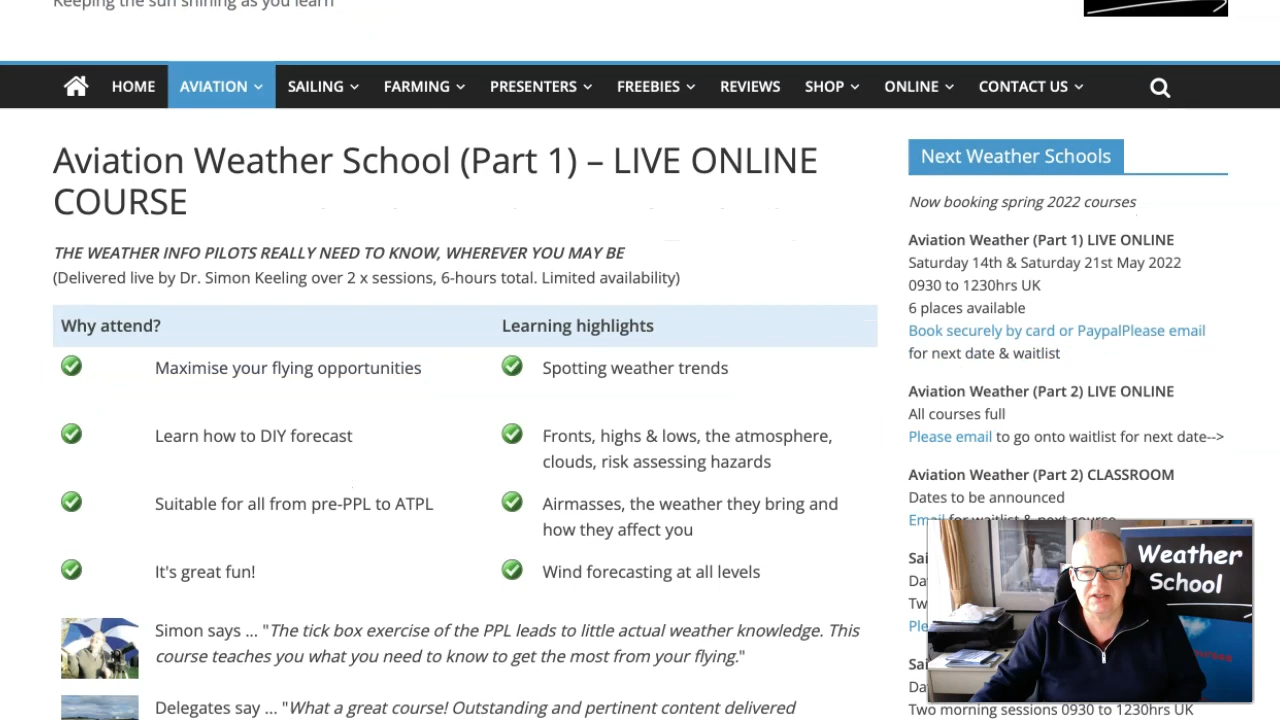 Keeping the sun shining as you learn
HOME AVIATION SAILING FARMING PRESENTERS FREEBIES REVIEWS SHOP ONLINE CONTACT US
Aviation Weather School (Part 1) – LIVE ONLINE
COURSE
THE WEATHER INFO PILOTS REALLY NEED TO KNOW, WHEREVER YOU MAY BE
(Delivered live by Dr. Simon Keeling over 2 x sessions, 6-hours total. Limited availability)
Why attend? Learning highlights
Maximise your flying opportunities Spotting weather trends
Learn how to DIY forecast Fronts, highs & lows, the atmosphere,
clouds, risk assessing hazards
Suitable for all from pre-PPL to ATPL Airmasses, the weather they bring and
how they affect you
It's great fun! Wind forecasting at all levels
Simon says ... "The tick box exercise of the PPL leads to little actual weather knowledge. This
course teaches you what you need to know to get the most from your flying."
Delegates say ... "What a great course! Outstanding and pertinent content delivered
Next Weather Schools
Now booking spring 2022 courses
Aviation Weather (Part 1) LIVE ONLINE
Saturday 14th & Saturday 21st May 2022
0930 to 1230hrs UK
6 places available
Book securely by card or PaypalPlease email
for next date & waitlist
Aviation Weather (Part 2) LIVE ONLINE
All courses full
Please email to go onto waitlist for next date-->
Aviation Weather (Part 2) CLASSROOM
Dates to be announced
Email for waitlist & next course
Weather
School
Two morning sessions 0930 to 1230hrs UK